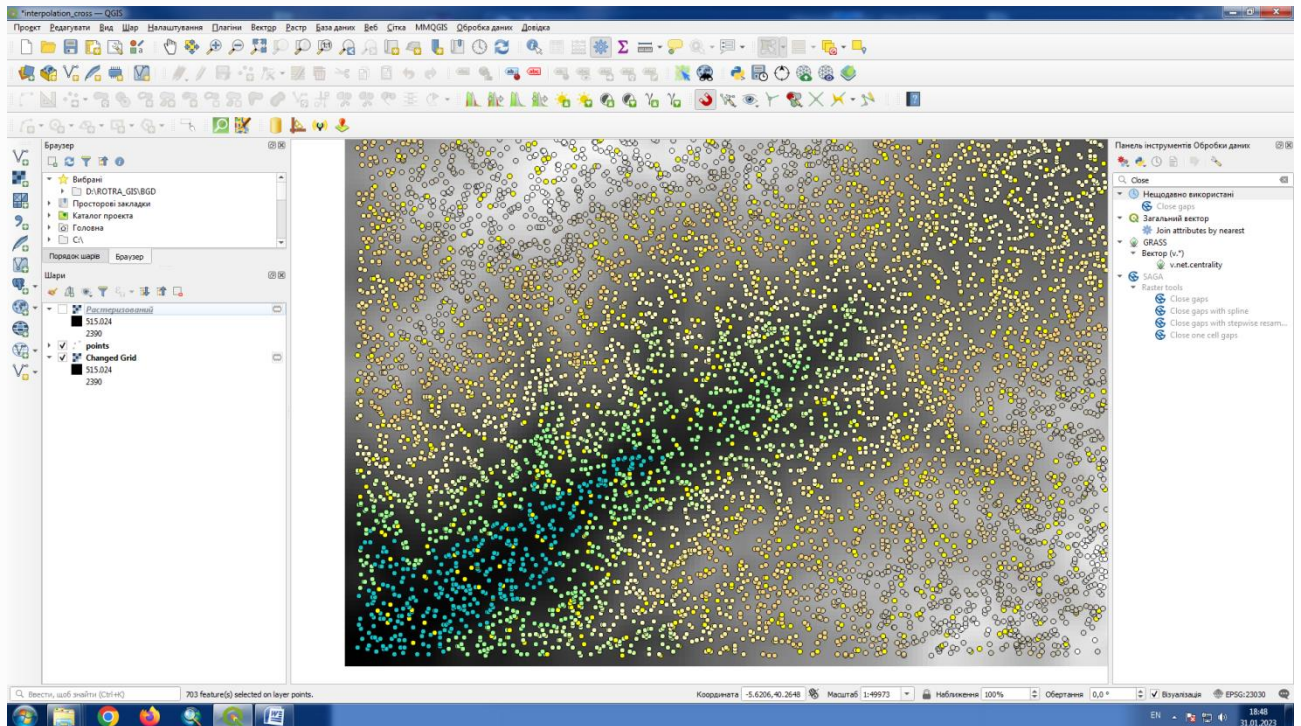 *interpolation_cross — QGIS
Проєкт Редагувати Вид Шар Налаштування Плагіни Вектор Растр База даних Веб Сітка MMQGIS Обробка даних Довідка
Браузер
Вибрані
D:\ROTRA_GIS\BGD
Просторові закладки
Каталог проекта
Головна
C:\
Порядок шарів Браузер
Шари
Растеризований
515.024
2390
points
Changed Grid
515.024
2390
Панель інструментів Обробки даних
Close
Нещодавно використані
Close gaps
Загальний вектор
Join attributes by nearest
GRASS
Вектор (v.*)
v.net.centrality
SAGA
Raster tools
Close gaps
Close gaps with spline
Close gaps with stepwise resam...
Close one cell gaps
Ввести, щоб знайти (Ctrl+K) 703 feature(s) selected on layer points. Координата -5.6206,40.2648 Масштаб 1:49973 Наближення 100% Обертання 0,0 ° Візуалізація EPSG:23030
EN 18:48
31.01.2023